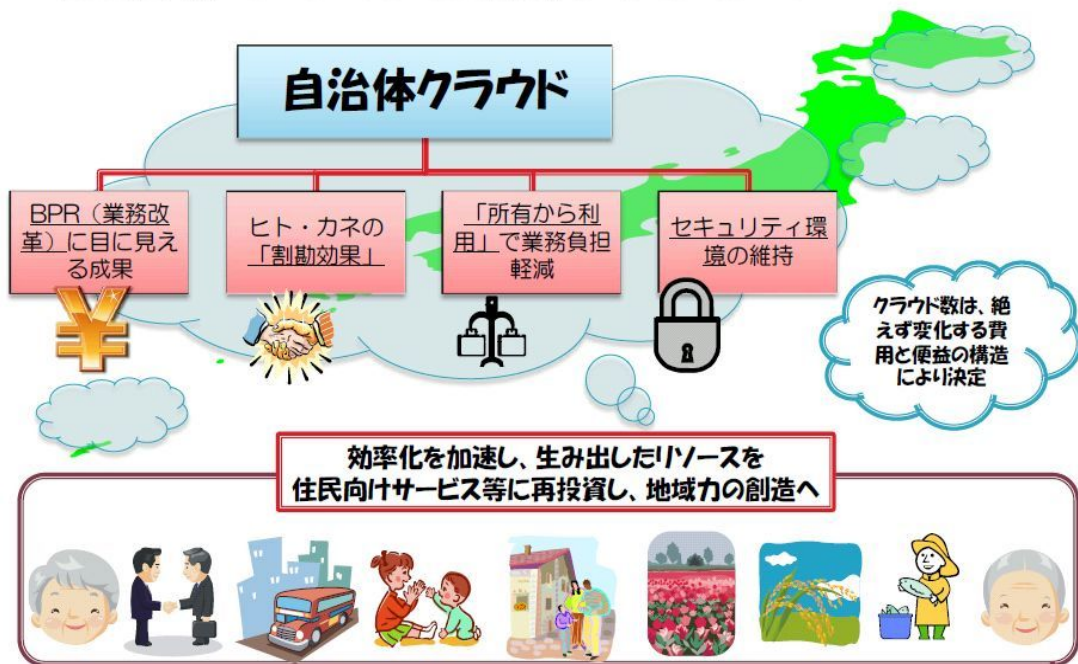 自治体クラウド
BPR（業務改
革）に目に見え
る成果
ヒト・カネの
「割勘効果」
「所有から利
用」で業務負担
軽減
セキュリティ環
境の維持
クラウド数は、絶
えず変化する費
用と便益の構造
により決定
効率化を加速し、生み出したリソースを
住民向けサービス等に再投資し、地域力の創造へ